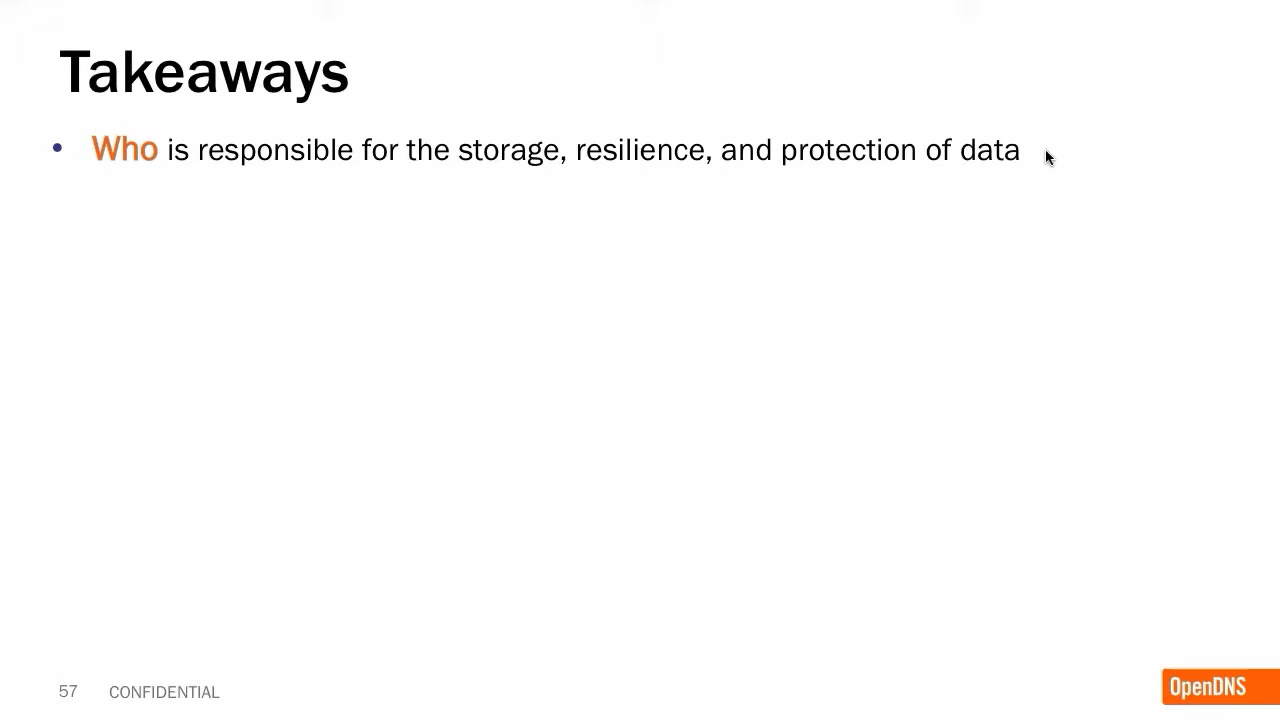 Takeaways
• Who is responsible for the storage, resilience, and protection of data
57 CONFIDENTIAL
OpenDNS